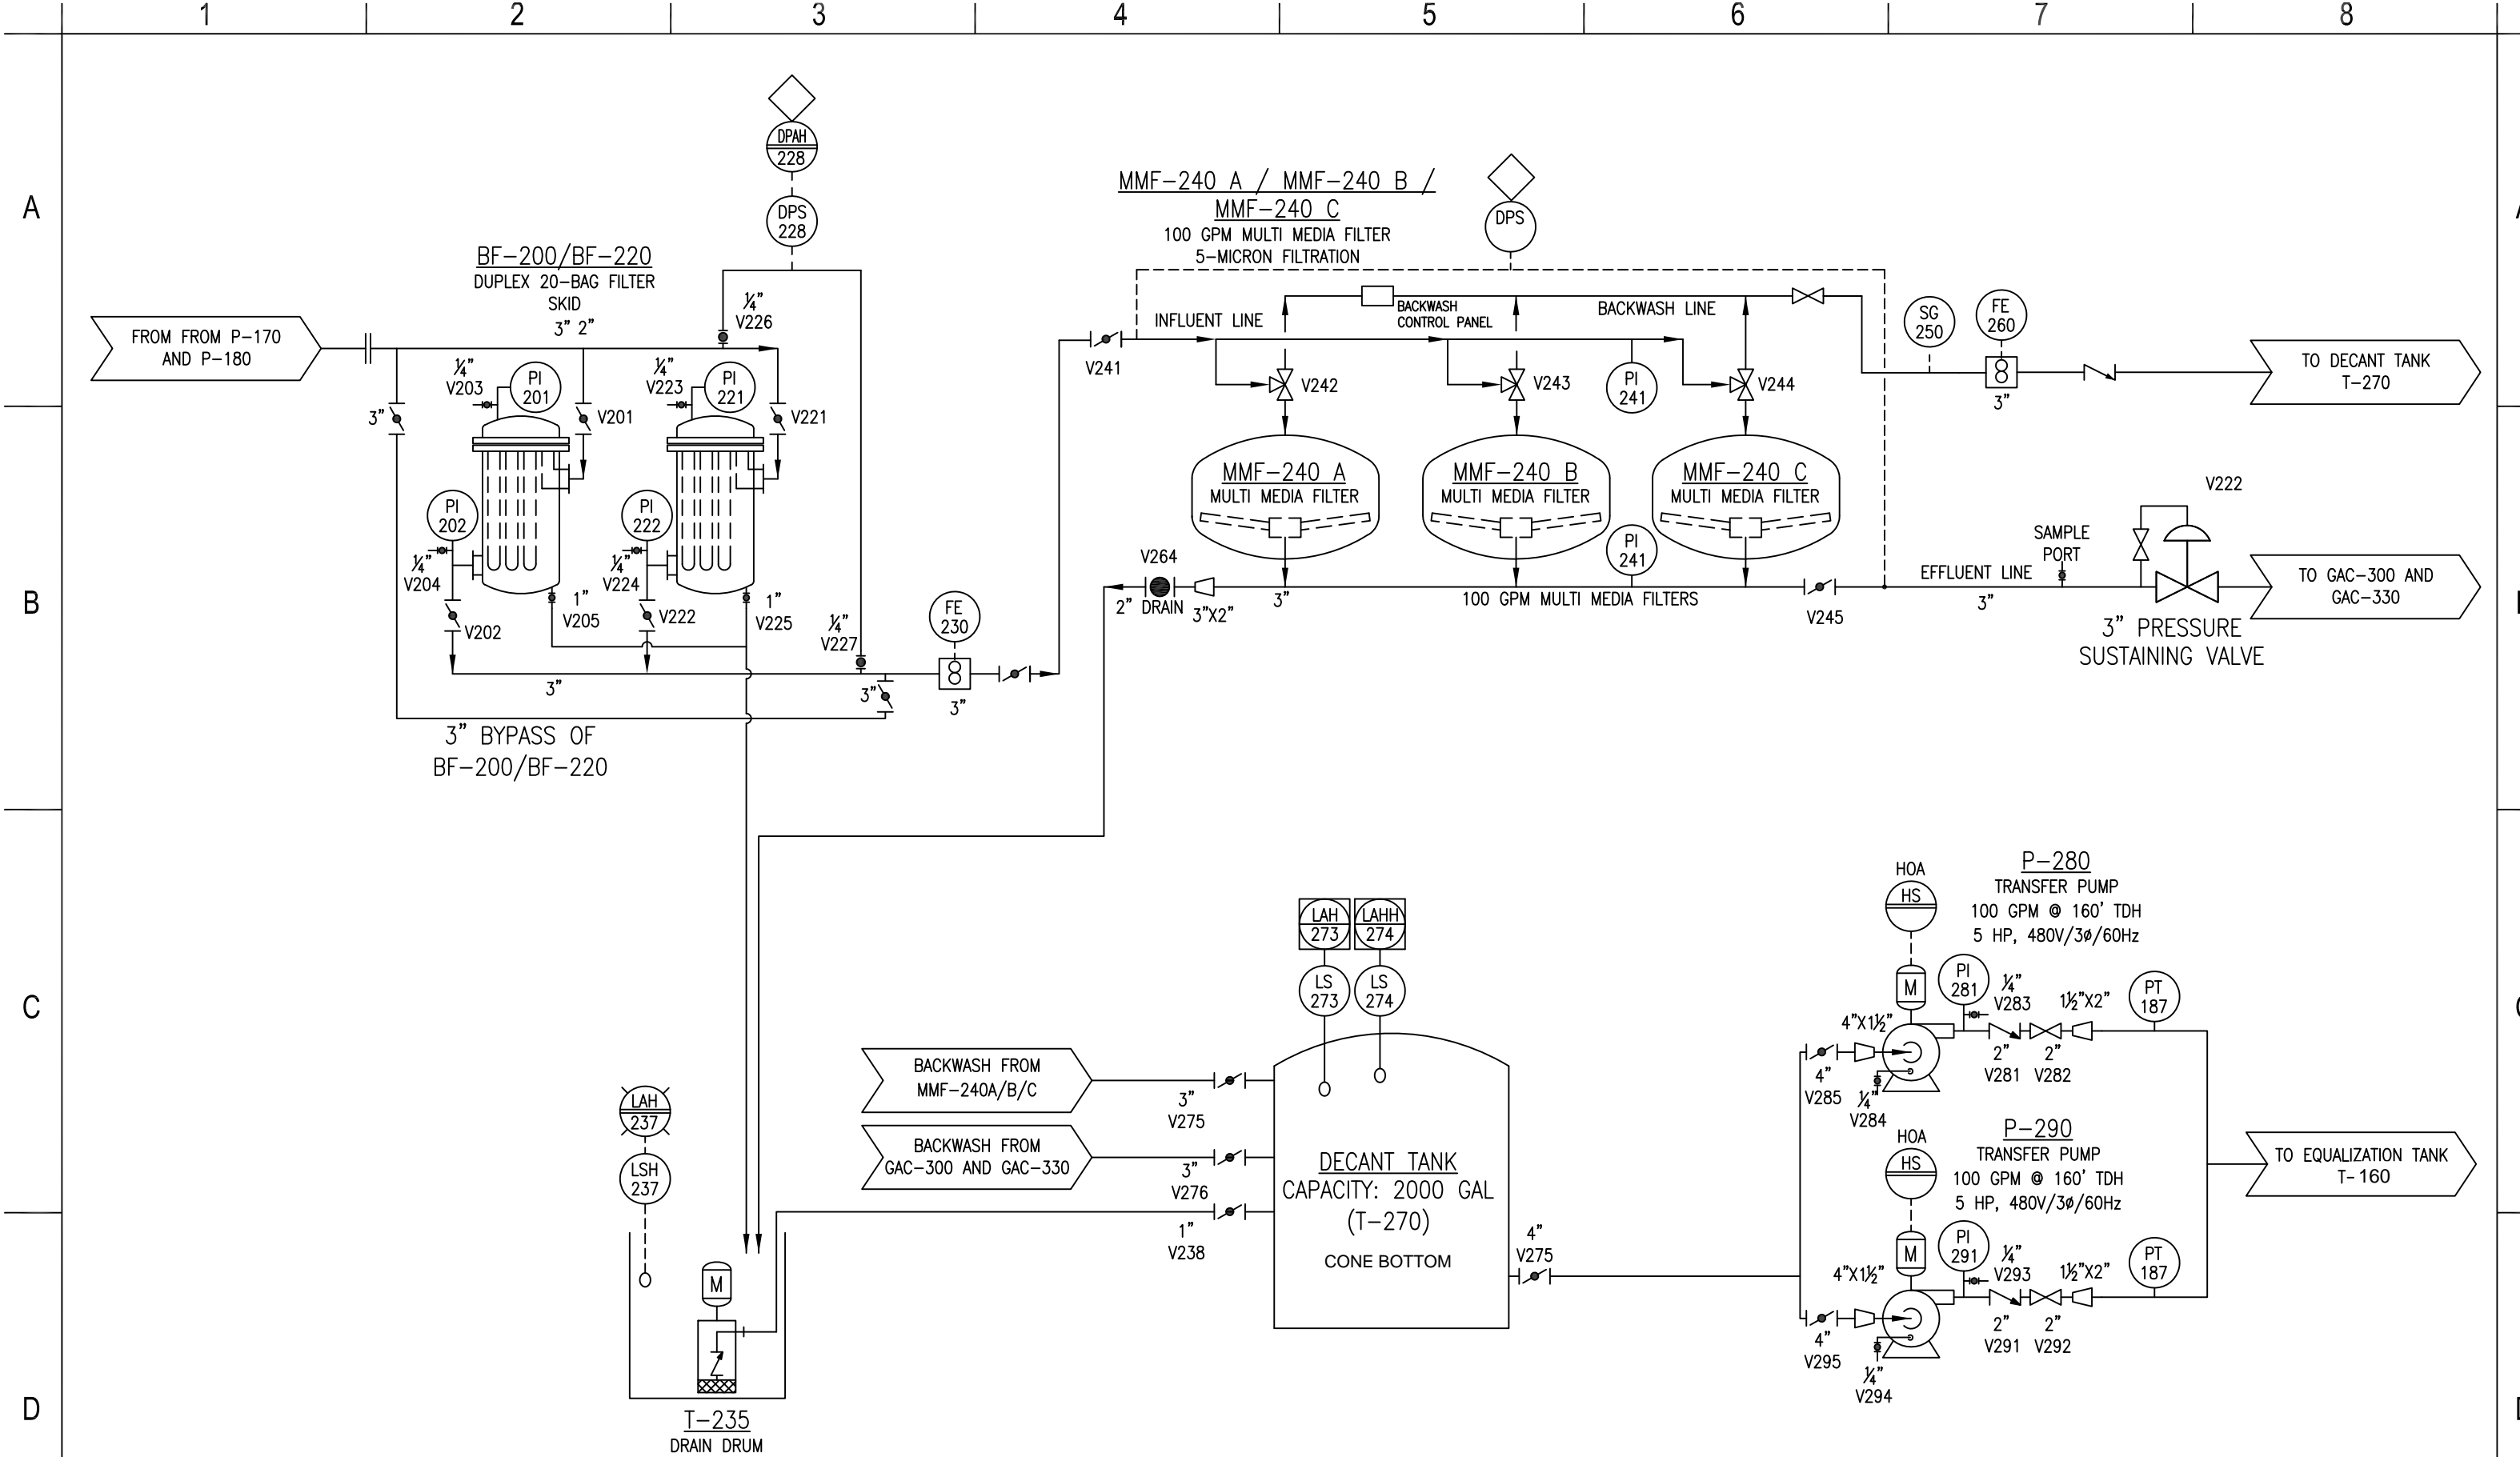 1
2
3
4
5
6
7
8
A
B
C
D
DPAH
228
DPS
228
BF-200/BF-220
DUPLEX 20-BAG FILTER
SKID
3” 2”
FROM FROM P-170
AND P-180
¼”
V226
¼”
V203
PI
201
¼”
V223
PI
221
3”
V201
V221
PI
202
PI
222
¼”
V204
¼”
V224
1”
V205
1”
V225
V202
V222
¼”
V227
3”
3”
FE
230
3”
3” BYPASS OF
BF-200/BF-220
MMF-240 A / MMF-240 B /
MMF-240 C
100 GPM MULTI MEDIA FILTER
5-MICRON FILTRATION
DPS
INFLUENT LINE
BACKWASH
CONTROL PANEL
BACKWASH LINE
V241
V242
V243
PI
241
V244
SG
250
FE
260
3”
TO DECANT TANK
T-270
MMF-240 A
MULTI MEDIA FILTER
MMF-240 B
MULTI MEDIA FILTER
MMF-240 C
MULTI MEDIA FILTER
PI
241
V264
2” DRAIN
3”X2”
3”
100 GPM MULTI MEDIA FILTERS
V245
EFFLUENT LINE
3”
SAMPLE
PORT
V222
3” PRESSURE
SUSTAINING VALVE
TO GAC-300 AND
GAC-330
LAH
273
LAHH
274
LS
273
LS
274
BACKWASH FROM
MMF-240A/B/C
3”
V275
BACKWASH FROM
GAC-300 AND GAC-330
3”
V276
1”
V238
DECANT TANK
CAPACITY: 2000 GAL
(T-270)
CONE BOTTOM
4”
V275
LAH
237
LSH
237
M
T-235
DRAIN DRUM
HOA
HS
P-280
TRANSFER PUMP
100 GPM @ 160’ TDH
5 HP, 480V/3ø/60Hz
M
PI
281
¼”
V283
1½”X2”
PT
187
4”X1½”
4”
V285
¼”
V284
2”
V281
2”
V282
HOA
HS
P-290
TRANSFER PUMP
100 GPM @ 160’ TDH
5 HP, 480V/3ø/60Hz
TO EQUALIZATION TANK
T-160
M
PI
291
¼”
V293
1½”X2”
PT
187
4”X1½”
4”
V295
¼”
V294
2”
V291
2”
V292